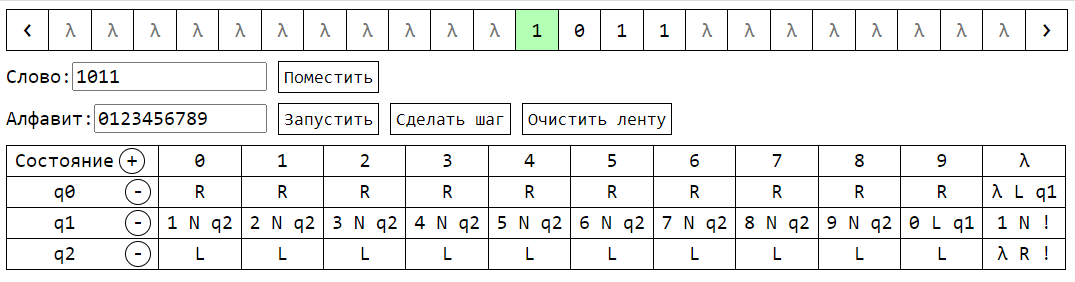 < λ λ λ λ λ λ λ λ λ λ λ 1 0 1 1 λ λ λ λ λ λ λ λ >
Слово: 1011 Поместить
Алфавит: 0123456789 Запустить Сделать шаг Очистить ленту
Состояние + 0 1 2 3 4 5 6 7 8 9 λ
q0 - R R R R R R R R R R λ L q1
q1 - 1 N q2 2 N q2 3 N q2 4 N q2 5 N q2 6 N q2 7 N q2 8 N q2 9 N q2 0 L q1 1 N !
q2 - L L L L L L L L L L λ R !